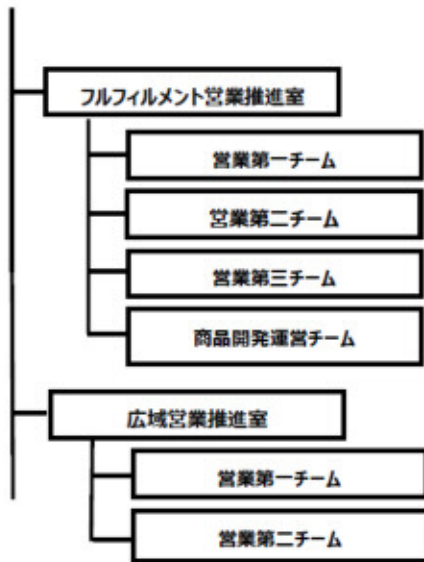 フルフィルメント営業推進室
営業第一チーム
営業第二チーム
営業第三チーム
商品開発運営チーム
広域営業推進室
営業第一チーム
営業第二チーム